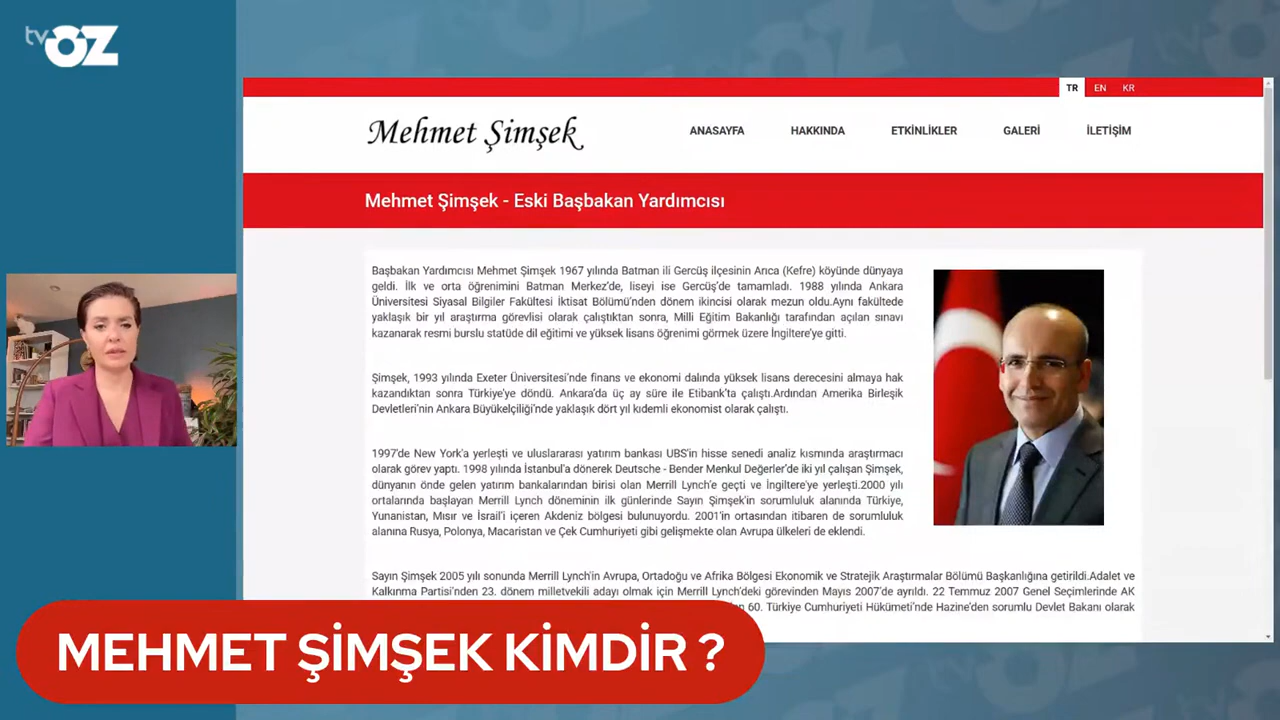 tvOZ
TR EN KR
Mehmet Şimşek
ANASAYFA HAKKINDA ETKİNLİKLER GALERİ İLETİŞİM
Mehmet Şimşek - Eski Başbakan Yardımcısı
Başbakan Yardımcısı Mehmet Şimşek 1967 yılında Batman ili Gercüş ilçesinin Arıca (Kefre) köyünde dünyaya
geldi. İlk ve orta öğrenimini Batman Merkez’de, liseyi ise Gercüş’de tamamladı. 1988 yılında Ankara
Üniversitesi Siyasal Bilgiler Fakültesi İktisat Bölümü’nden dönem ikincisi olarak mezun oldu.Aynı fakültede
yaklaşık bir yıl araştırma görevlisi olarak çalıştıktan sonra, Milli Eğitim Bakanlığı tarafından açılan sınavı
kazanarak resmi burslu statüde dil eğitimi ve yüksek lisans öğrenimi görmek üzere İngiltere’ye gitti.
Şimşek, 1993 yılında Exeter Üniversitesi’nde finans ve ekonomi dalında yüksek lisans derecesini almaya hak
kazandıktan sonra Türkiye’ye döndü. Ankara’da üç ay süre ile Etibank’ta çalıştı.Ardından Amerika Birleşik
Devletleri’nin Ankara Büyükelçiliği’nde yaklaşık dört yıl kıdemli ekonomist olarak çalıştı.
1997’de New York’a yerleşti ve uluslararası yatırım bankası UBS’in hisse senedi analiz kısmında araştırmacı
olarak görev yaptı. 1998 yılında İstanbul’a dönerek Deutsche - Bender Menkul Değerler’de iki yıl çalışan Şimşek,
dünyanın önde gelen yatırım bankalarından birisi olan Merrill Lynch’e geçti ve İngiltere’ye yerleşti.2000 yılı
ortalarında başlayan Merrill Lynch döneminin ilk günlerinde Sayın Şimşek’in sorumluluk alanında Türkiye,
Yunanistan, Mısır ve İsrail’i içeren Akdeniz bölgesi bulunuyordu. 2001’in ortasından itibaren de sorumluluk
alanına Rusya, Polonya, Macaristan ve Çek Cumhuriyeti gibi gelişmekte olan Avrupa ülkeleri de eklendi.
Sayın Şimşek 2005 yılı sonunda Merrill Lynch’in Avrupa, Ortadoğu ve Afrika Bölgesi Ekonomik ve Stratejik Araştırmalar Bölümü Başkanlığına getirildi.Adalet ve
Kalkınma Partisi’nden 23. dönem milletvekili adayı olmak için Merrill Lynch’deki görevinden Mayıs 2007’de ayrıldı. 22 Temmuz 2007 Genel Seçimlerinde AK
60. Türkiye Cumhuriyeti Hükümeti’nde Hazine’den sorumlu Devlet Bakanı olarak
MEHMET ŞİMŞEK KİMDİR ?